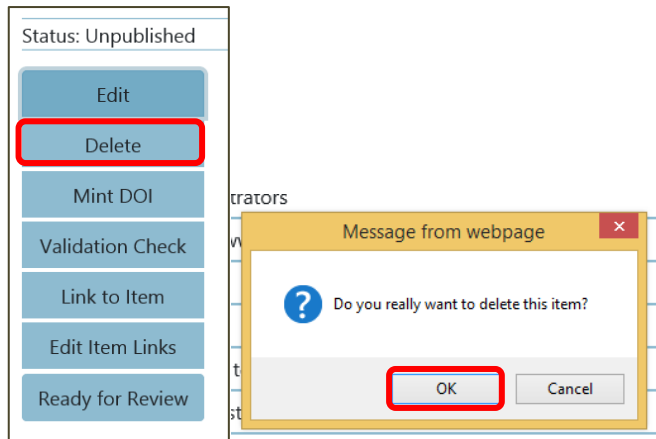 Status: Unpublished
Edit
Delete
Mint DOI
trators
Message from webpage
Validation Check
Link to Item
Do you really want to delete this item?
Edit Item Links
OK
Cancel
Ready for Review